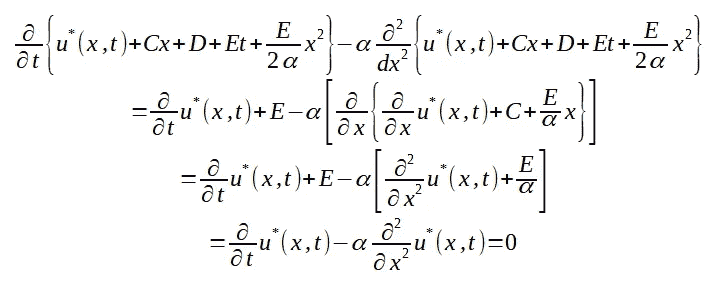 ∂/∂t{u*(x,t)+Cx+D+Et+E/2α x²}−α ∂²/dx²{u*(x,t)+Cx+D+Et+E/2α x²}
=∂/∂t u*(x,t)+E−α[∂/∂x{∂/∂x u*(x,t)+C+E/α x}]
=∂/∂t u*(x,t)+E−α[∂²/∂x² u*(x,t)+E/α]
=∂/∂t u*(x,t)−α ∂²/∂x² u*(x,t)=0